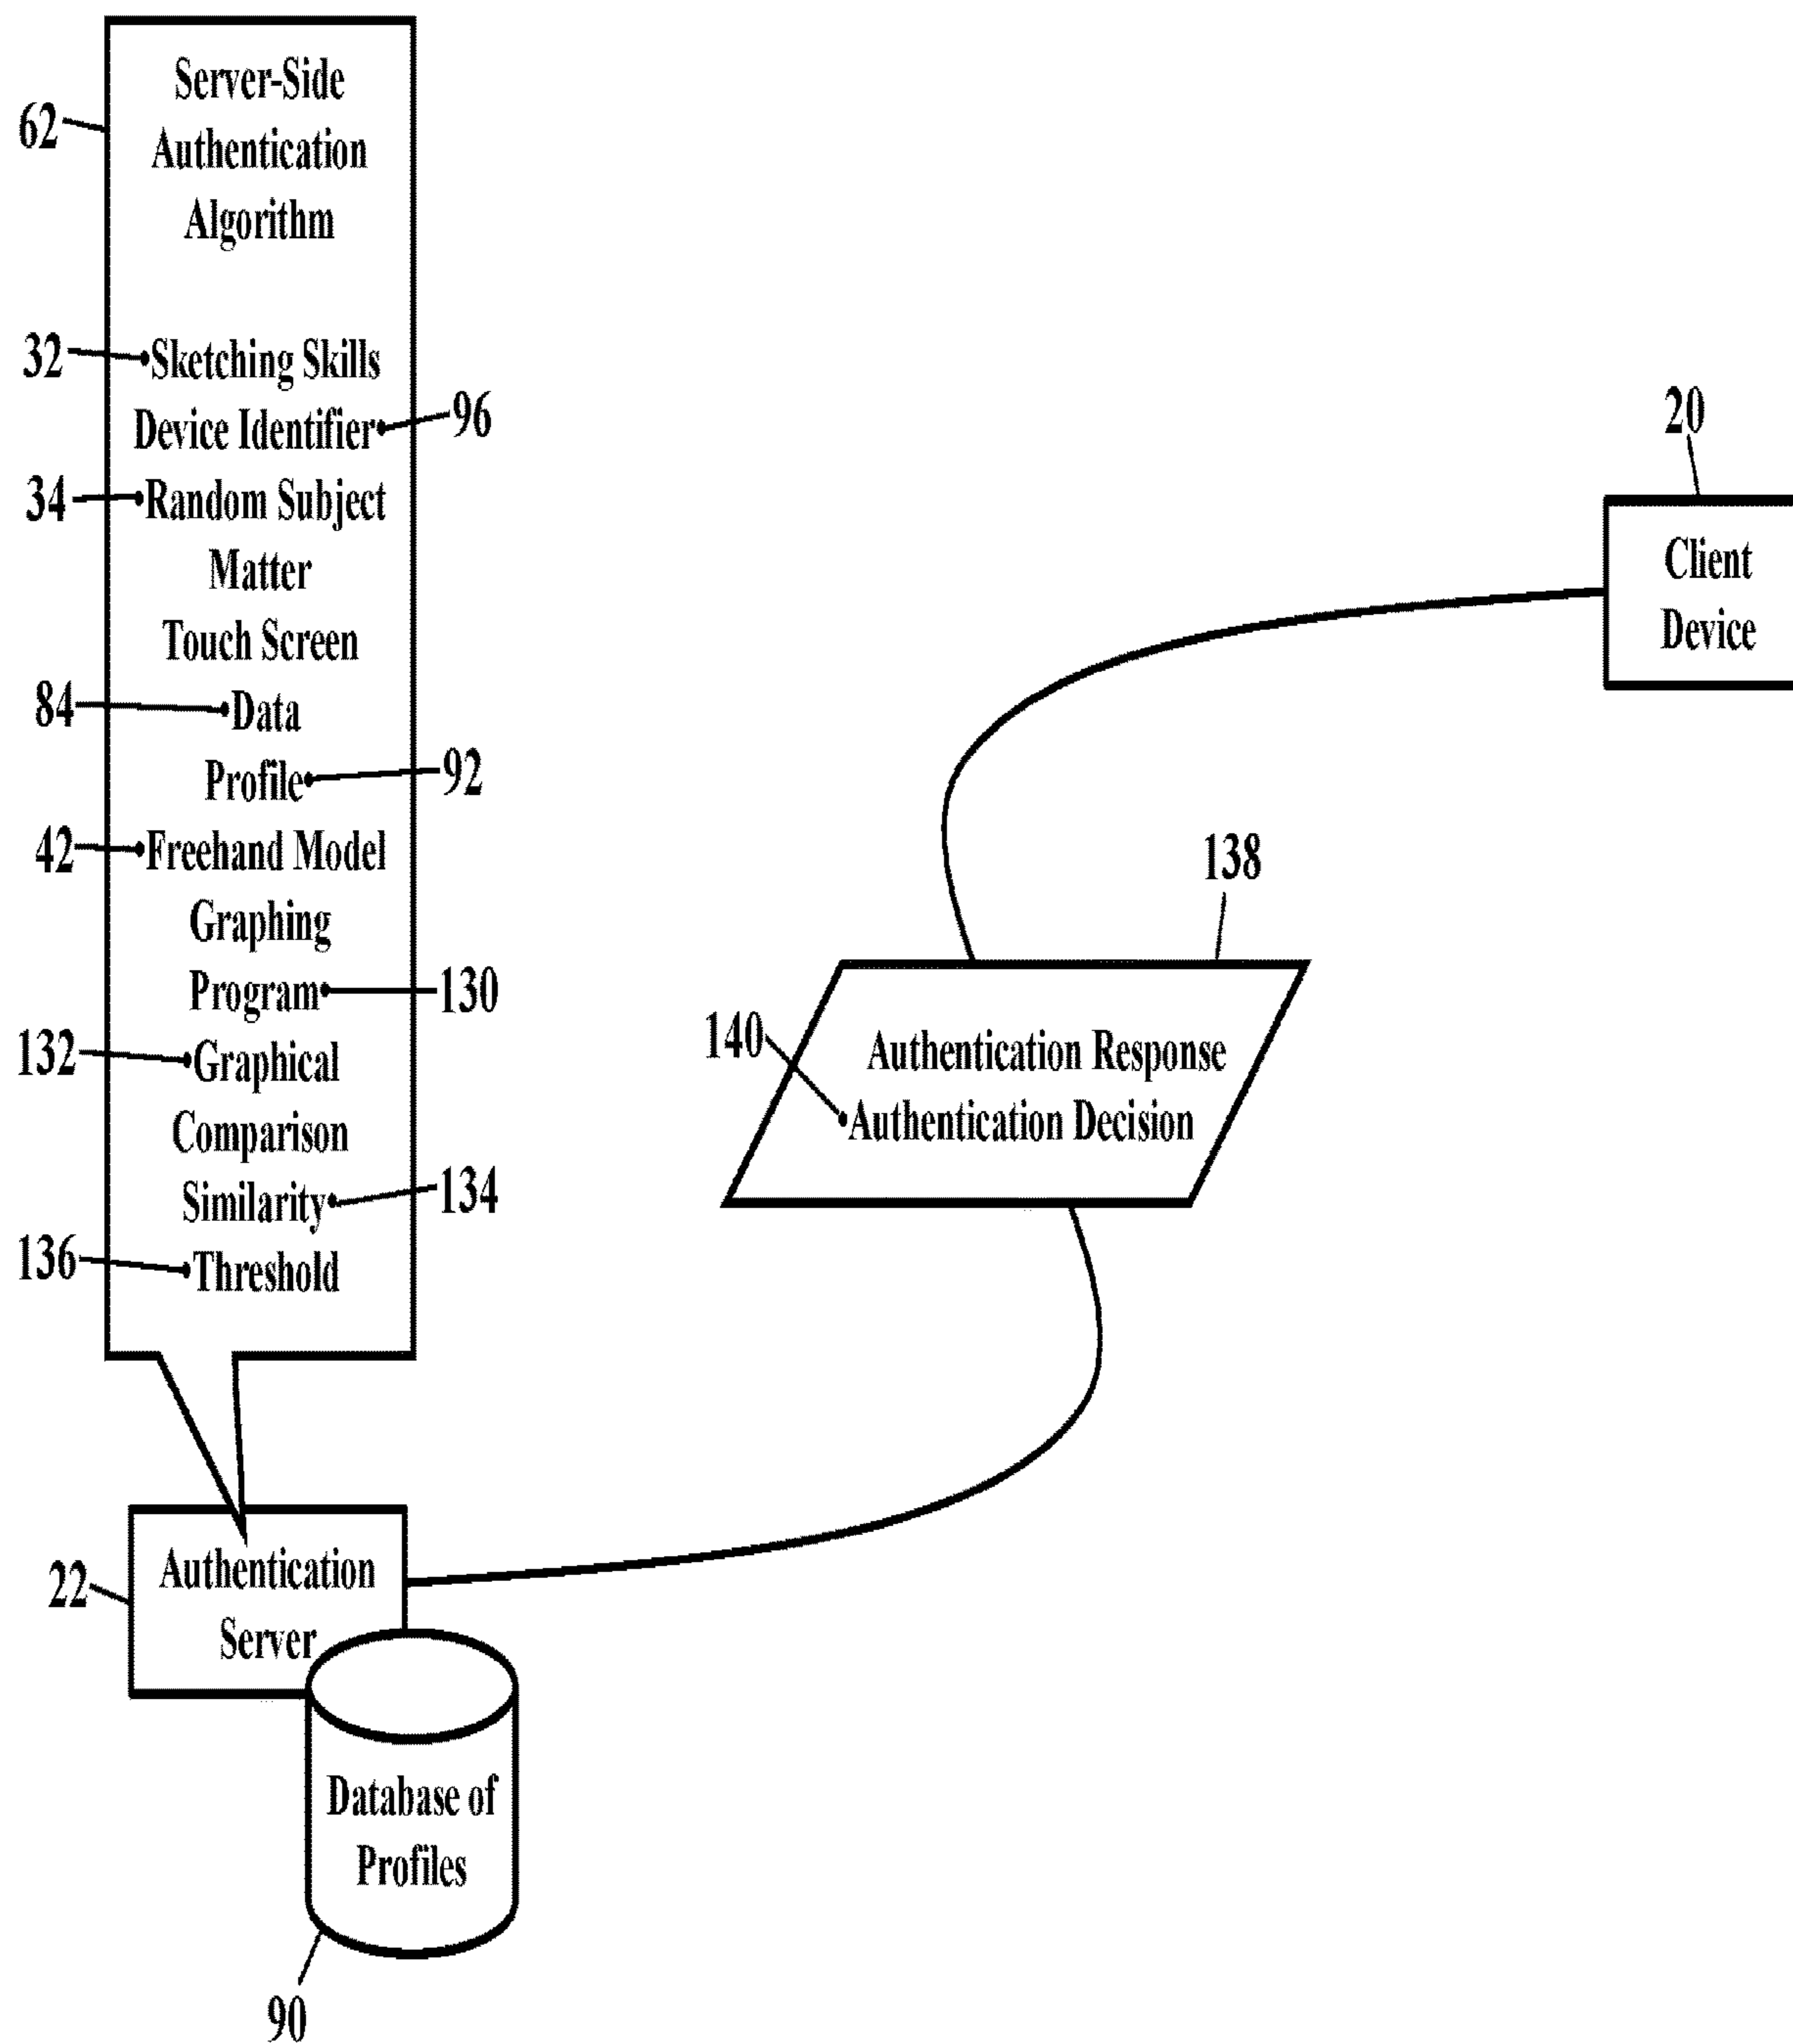 Server-Side
62
Authentication
Algorithm
32
Sketching Skills
Device Identifier
96
34
Random Subject
Matter
Touch Screen
84
Data
Profile
92
42
Freehand Model
Graphing
Program
130
132
Graphical
Comparison
Similarity
134
136
Threshold
20
Client
Device
138
140
Authentication Response
Authentication Decision
22
Authentication
Server
Database of
Profiles
90